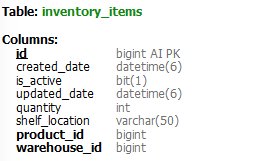 Table: inventory_items
Columns:
id bigint AI PK
created_date datetime(6)
is_active bit(1)
updated_date datetime(6)
quantity int
shelf_location varchar(50)
product_id bigint
warehouse_id bigint